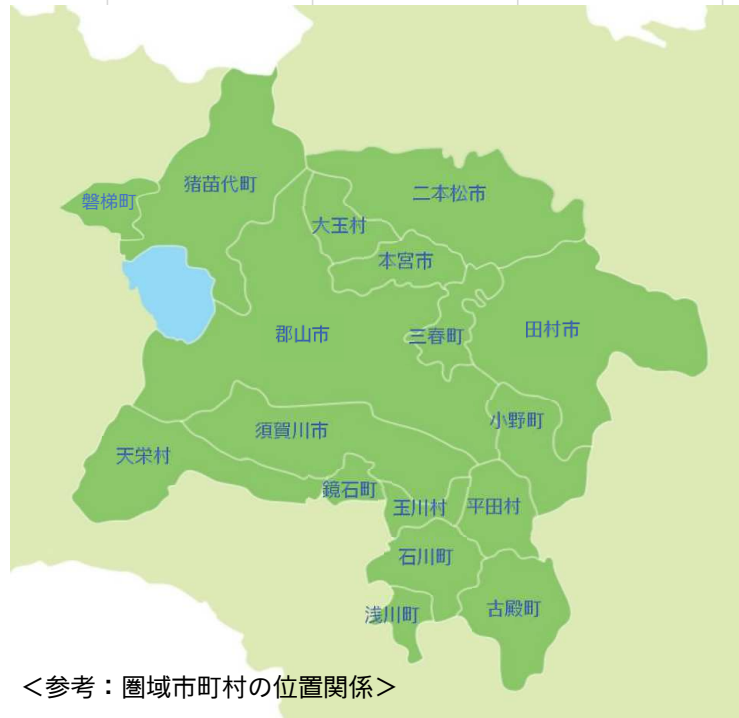 猪苗代町
磐梯町
二本松市
大玉村
本宮市
郡山市
三春町
田村市
小野町
須賀川市
天栄村
鏡石町
玉川村
平田村
石川町
浅川町
古殿町
＜参考：圏域市町村の位置関係＞